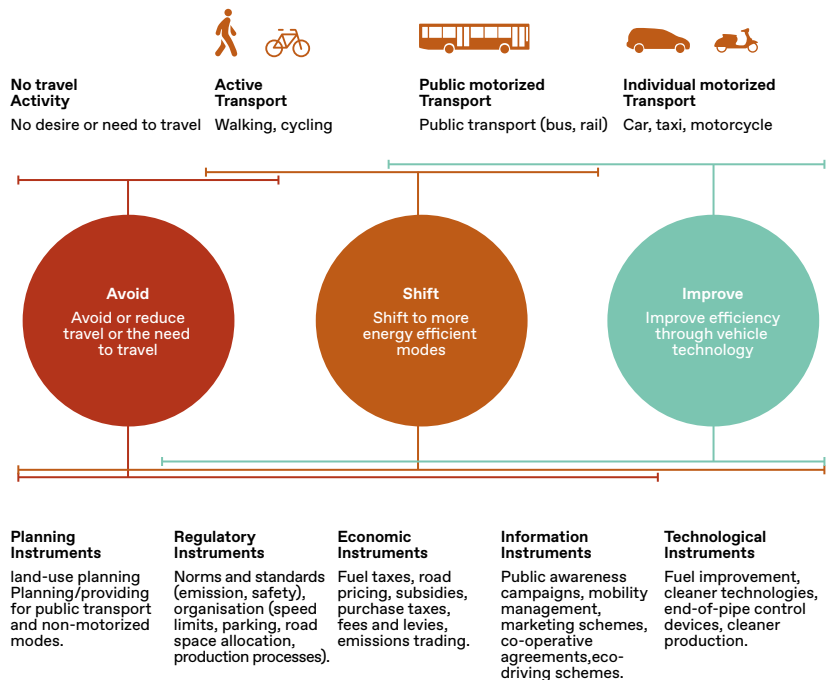 No travel
Activity
No desire or need to travel
Active
Transport
Walking, cycling
Public motorized
Transport
Public transport (bus, rail)
Individual motorized
Transport
Car, taxi, motorcycle
Avoid
Avoid or reduce
travel or the need
to travel
Shift
Shift to more
energy efficient
modes
Improve
Improve efficiency
through vehicle
technology
Planning
Instruments
land-use planning
Planning/providing
for public transport
and non-motorized
modes.
Regulatory
Instruments
Norms and standards
(emission, safety),
organisation (speed
limits, parking, road
space allocation,
production processes).
Economic
Instruments
Fuel taxes, road
pricing, subsidies,
purchase taxes,
fees and levies,
emissions trading.
Information
Instruments
Public awareness
campaigns, mobility
management,
marketing schemes,
co-operative
agreements,eco-
driving schemes.
Technological
Instruments
Fuel improvement,
cleaner technologies,
end-of-pipe control
devices, cleaner
production.